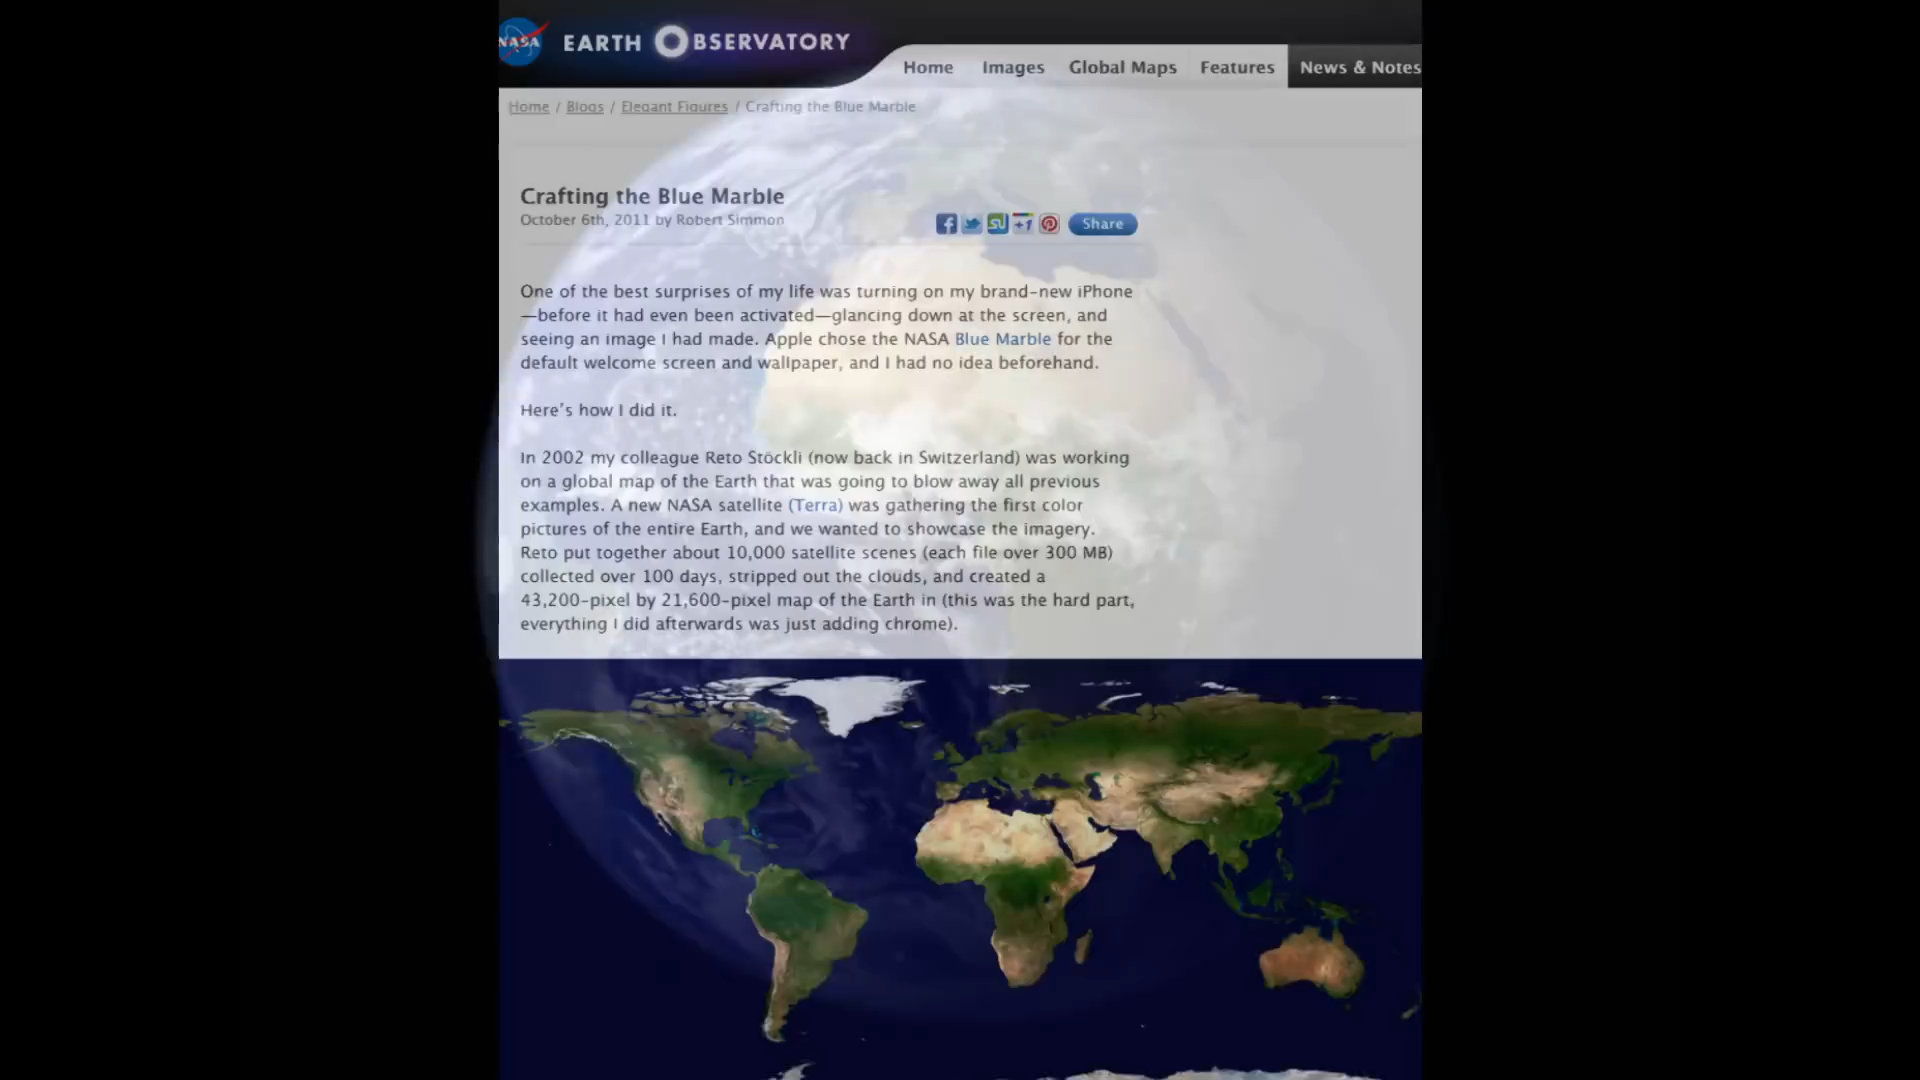 NASA EARTH OBSERVATORY
Home Images Global Maps Features News & Notes
Home / Blogs / Elegant Figures / Crafting the Blue Marble
Crafting the Blue Marble
October 6th, 2011 by Robert Simmon
+1 Share
One of the best surprises of my life was turning on my brand-new iPhone
—before it had even been activated—glancing down at the screen, and
seeing an image I had made. Apple chose the NASA Blue Marble for the
default welcome screen and wallpaper, and I had no idea beforehand.
Here's how I did it.
In 2002 my colleague Reto Stöckli (now back in Switzerland) was working
on a global map of the Earth that was going to blow away all previous
examples. A new NASA satellite (Terra) was gathering the first color
pictures of the entire Earth, and we wanted to showcase the imagery.
Reto put together about 10,000 satellite scenes (each file over 300 MB)
collected over 100 days, stripped out the clouds, and created a
43,200-pixel by 21,600-pixel map of the Earth in (this was the hard part,
everything I did afterwards was just adding chrome).